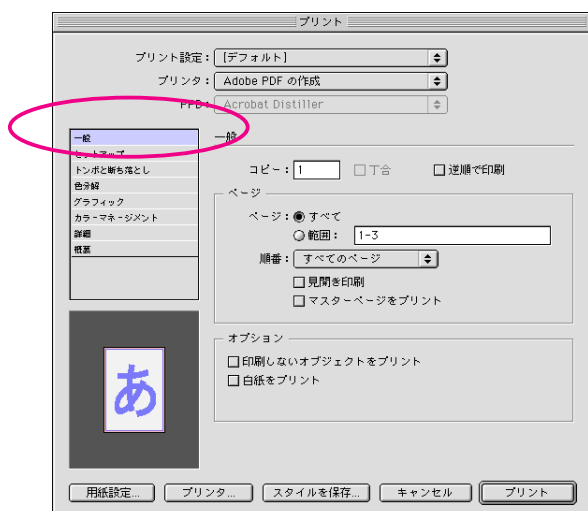 プリント
プリント設定： [デフォルト]
プリンタ： Adobe PDF の作成
PPD： Acrobat Distiller
一般
セットアップ
トンボと断ち落とし
色分解
グラフィック
カラーマネージメント
詳細
概要
一般
コピー： 1 丁合 逆順で印刷
ページ
ページ： すべて
範囲： 1-3
順番： すべてのページ
見開き印刷
マスターページをプリント
オプション
印刷しないオブジェクトをプリント
白紙をプリント
あ
用紙設定... プリンタ... スタイルを保存... キャンセル プリント